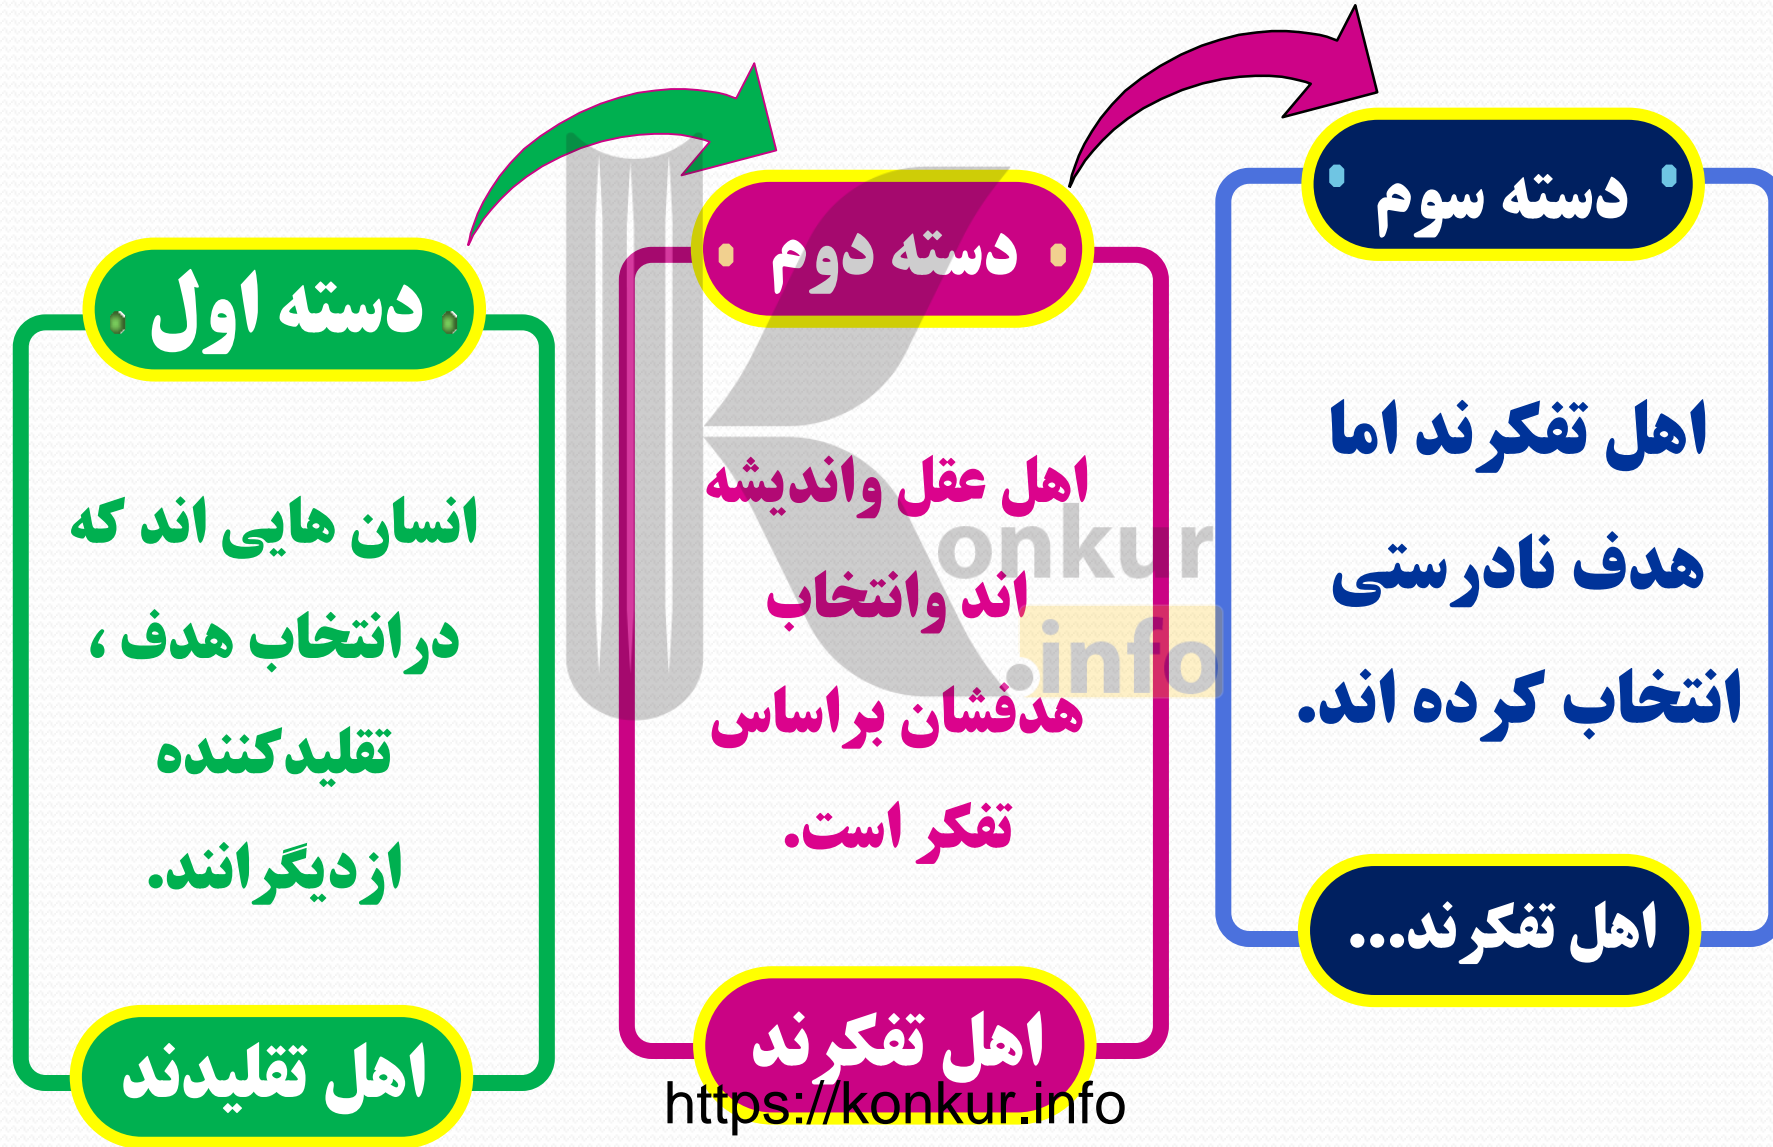 دسته اول
انسان هایی اند که
درانتخاب هدف ،
تقلیدکننده
ازدیگرانند.
اهل تقلیدند
دسته دوم
اهل عقل واندیشه
اند وانتخاب
هدفشان براساس
تفکر است.
اهل تفکرند
دسته سوم
اهل تفکرند اما
هدف نادرستی
انتخاب کرده اند.
اهل تفکرند...
Konkur
.info
https://konkur.info